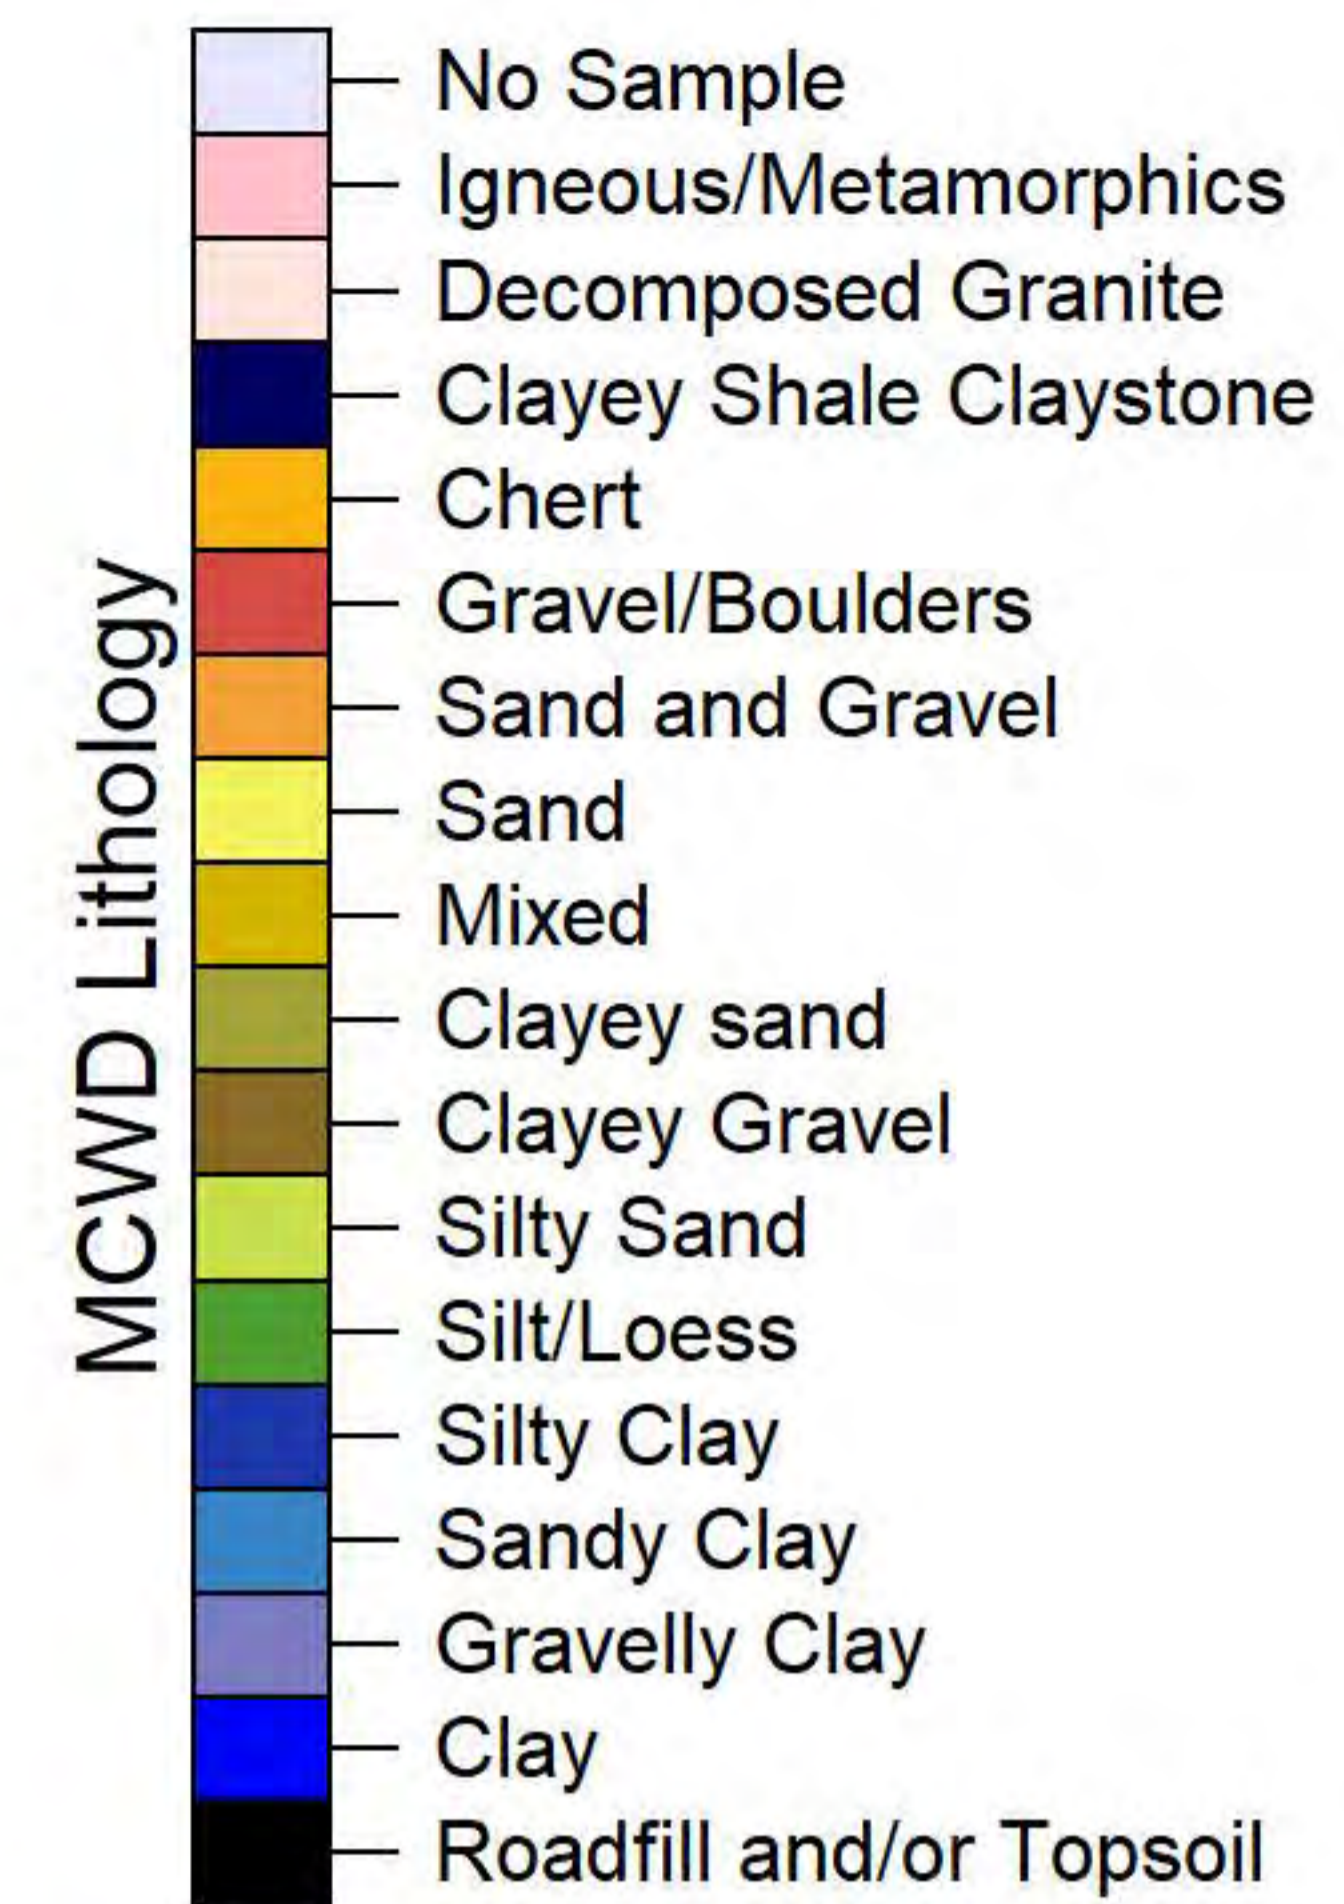 MCWD Lithology
No Sample
Igneous/Metamorphics
Decomposed Granite
Clayey Shale Claystone
Chert
Gravel/Boulders
Sand and Gravel
Sand
Mixed
Clayey sand
Clayey Gravel
Silty Sand
Silt/Loess
Silty Clay
Sandy Clay
Gravelly Clay
Clay
Roadfill and/or Topsoil